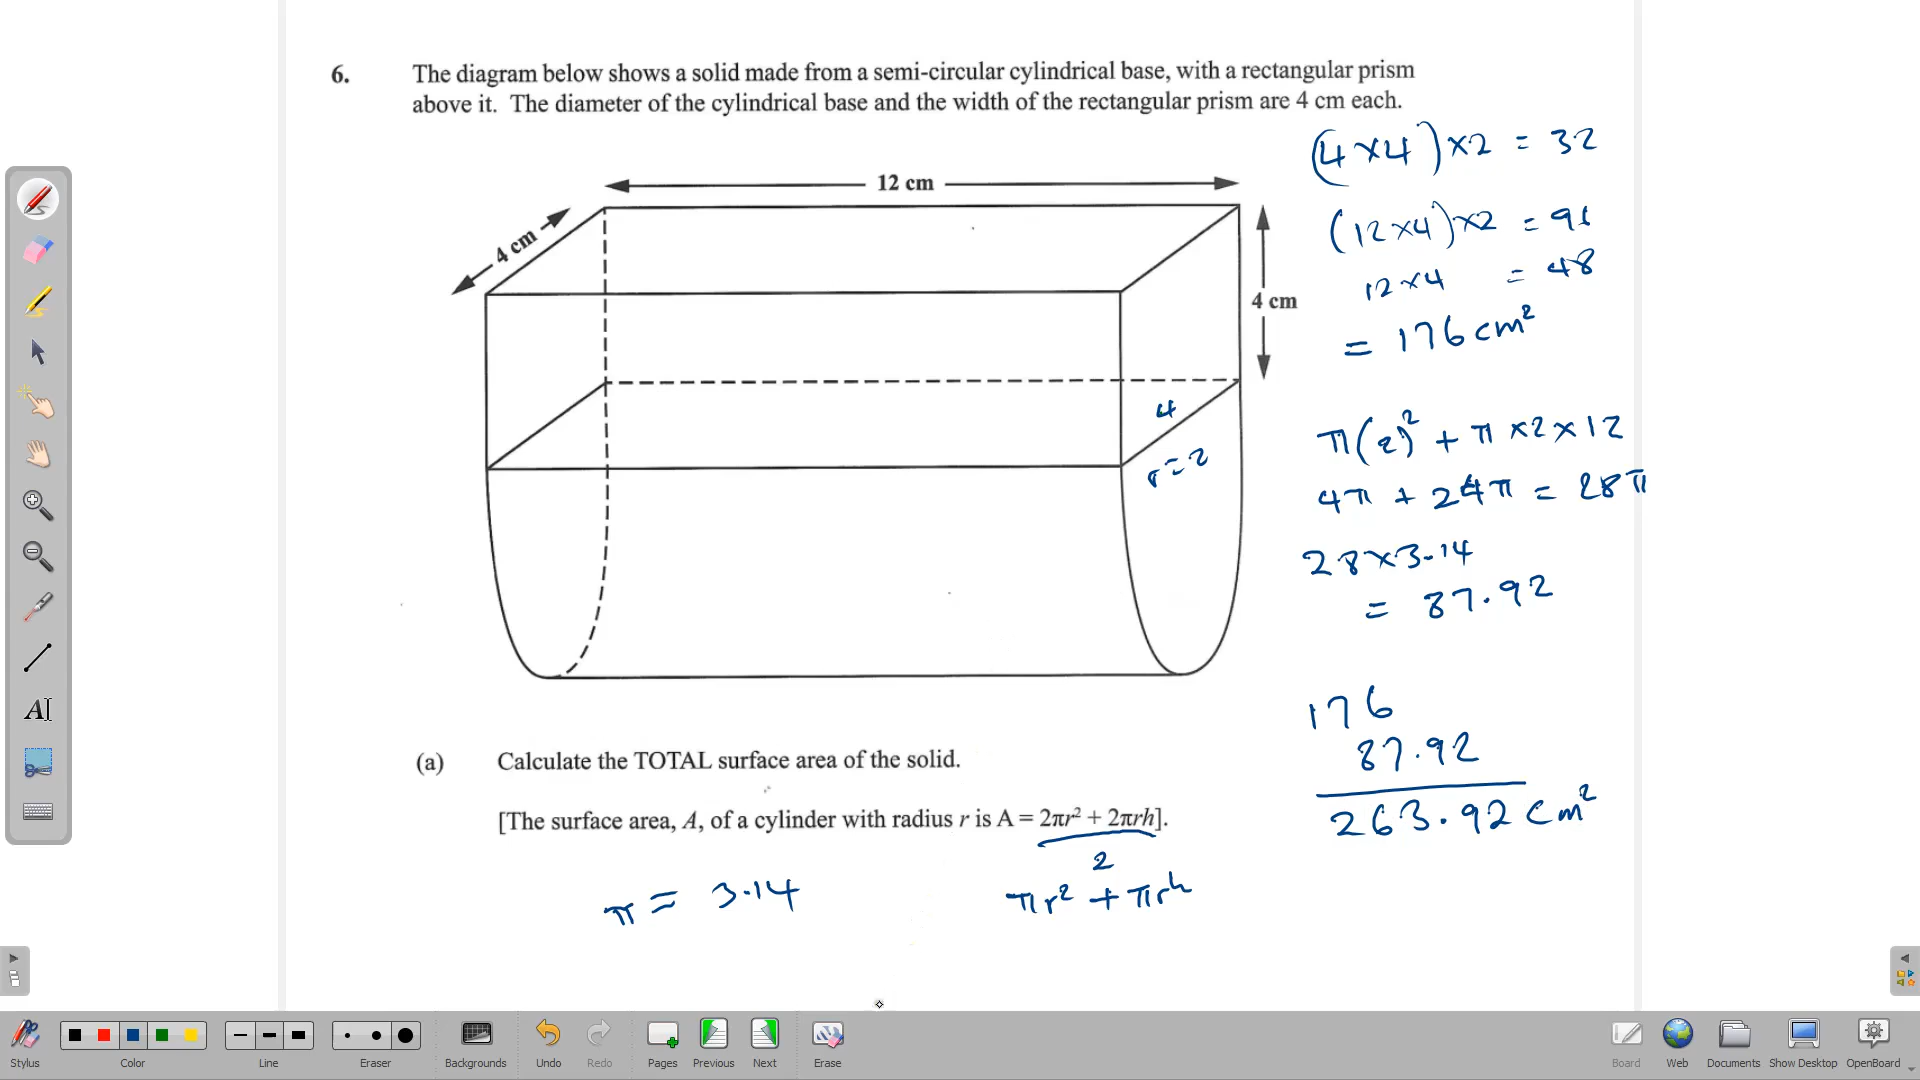 6.
The diagram below shows a solid made from a semi-circular cylindrical base, with a rectangular prism
above it. The diameter of the cylindrical base and the width of the rectangular prism are 4 cm each.
(4×4)×2 = 32
12 cm
4 cm
(12×4)×2 = 96
12×4 = 48
4 cm
= 176 cm²
4
r=2
π(2)² + π×2×12
4π + 24π = 28π
28×3.14
= 87.92
176
87.92
263.92 cm²
(a)
Calculate the TOTAL surface area of the solid.
[The surface area, A, of a cylinder with radius r is A = 2πr² + 2πrh].
2
π = 3.14
πr² + πrh
AI
Stylus
Color
Line
Eraser
Backgrounds
Undo
Redo
Pages
Previous
Next
Erase
Board
Web
Documents
Show Desktop
OpenBoard